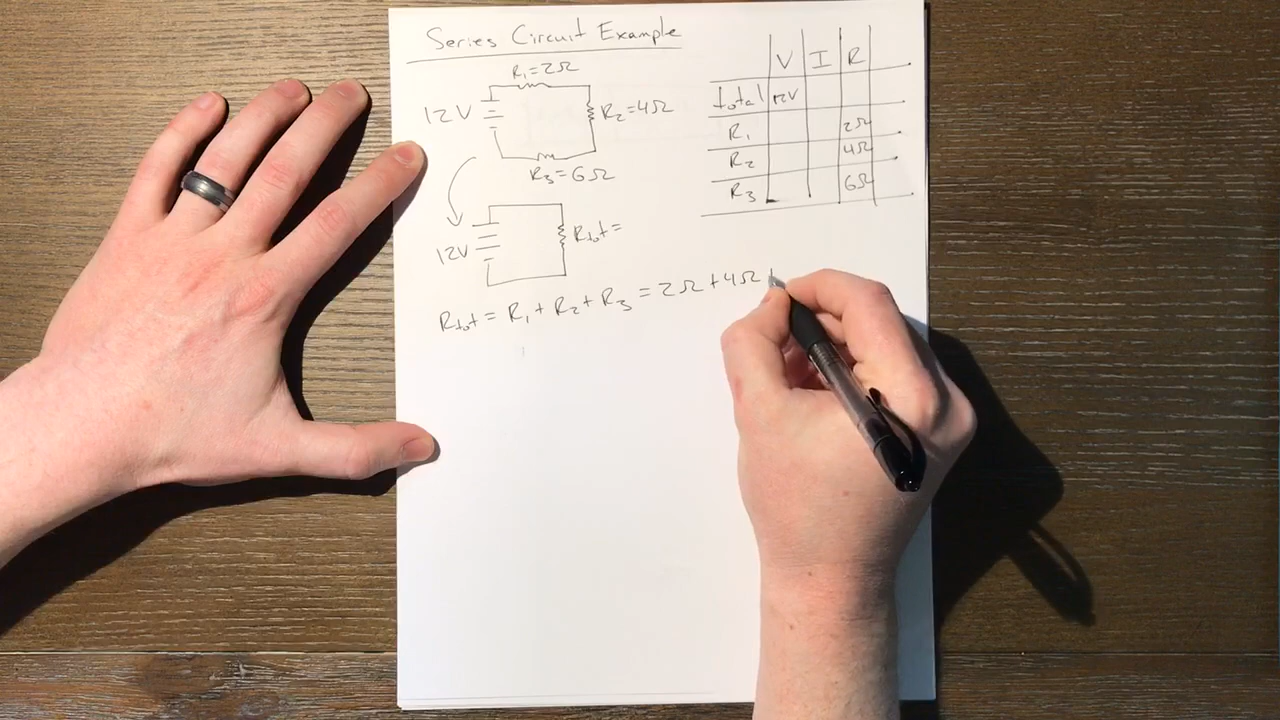 Series Circuit Example
R₁=2Ω
12V
R₂=4Ω
R₃=6Ω
12V
Rtot=
Rtot = R₁ + R₂ + R₃ = 2Ω + 4Ω +
V I R
total 12V
R₁ 2Ω
R₂ 4Ω
R₃ 6Ω